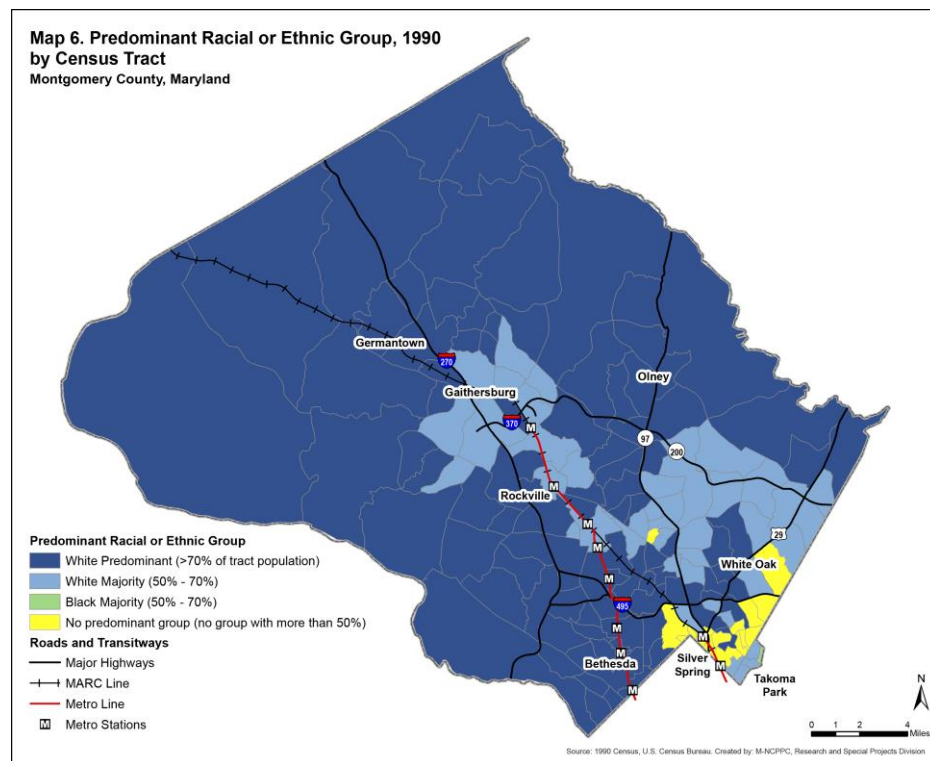 Map 6. Predominant Racial or Ethnic Group, 1990
by Census Tract
Montgomery County, Maryland
Germantown
270
Gaithersburg
Olney
370
M
97
200
Rockville
M
M
29
M
White Oak
M
495
M
M
Silver
Spring
M
Bethesda
M
Takoma
Park
M
Predominant Racial or Ethnic Group
White Predominant (>70% of tract population)
White Majority (50% - 70%)
Black Majority (50% - 70%)
No predominant group (no group with more than 50%)
Roads and Transitways
Major Highways
MARC Line
Metro Line
M Metro Stations
N
0 1 2 4
Miles
Source: 1990 Census, U.S. Census Bureau. Created by: M-NCPPC, Research and Special Projects Division